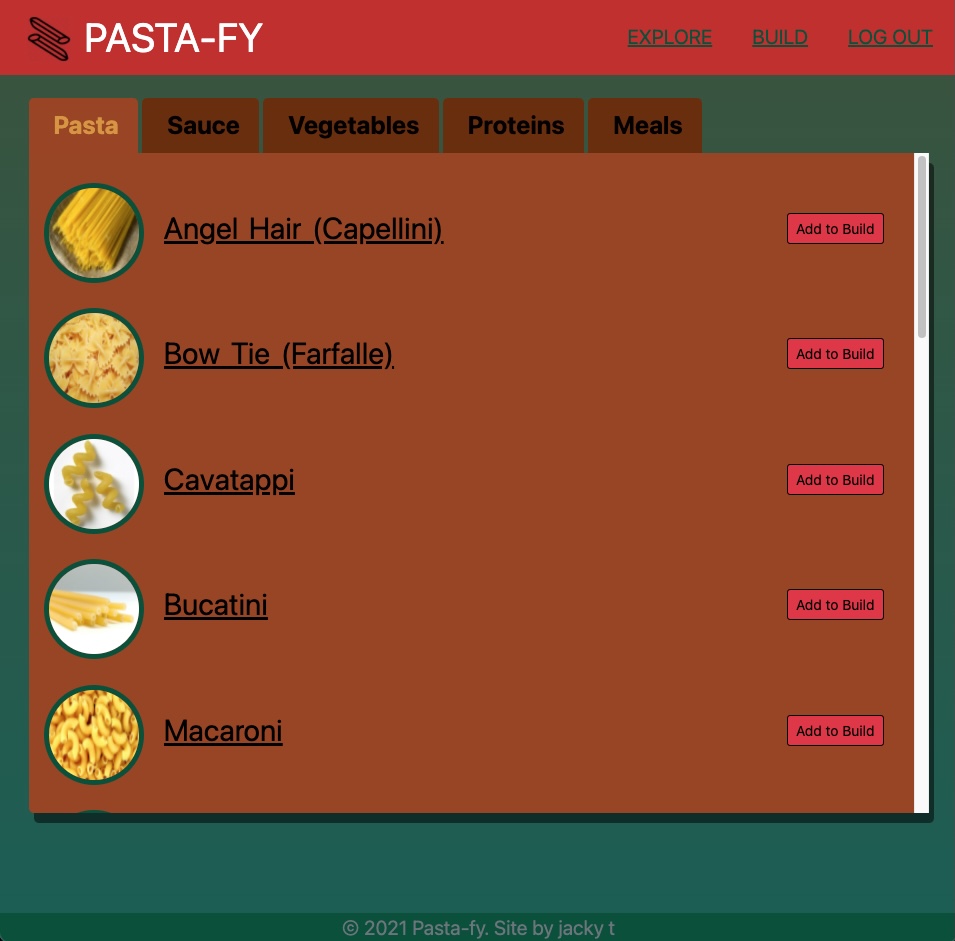 PASTA-FY EXPLORE BUILD LOG OUT
Pasta Sauce Vegetables Proteins Meals
Angel Hair (Capellini) Add to Build
Bow Tie (Farfalle) Add to Build
Cavatappi Add to Build
Bucatini Add to Build
Macaroni Add to Build
© 2021 Pasta-fy. Site by jacky t